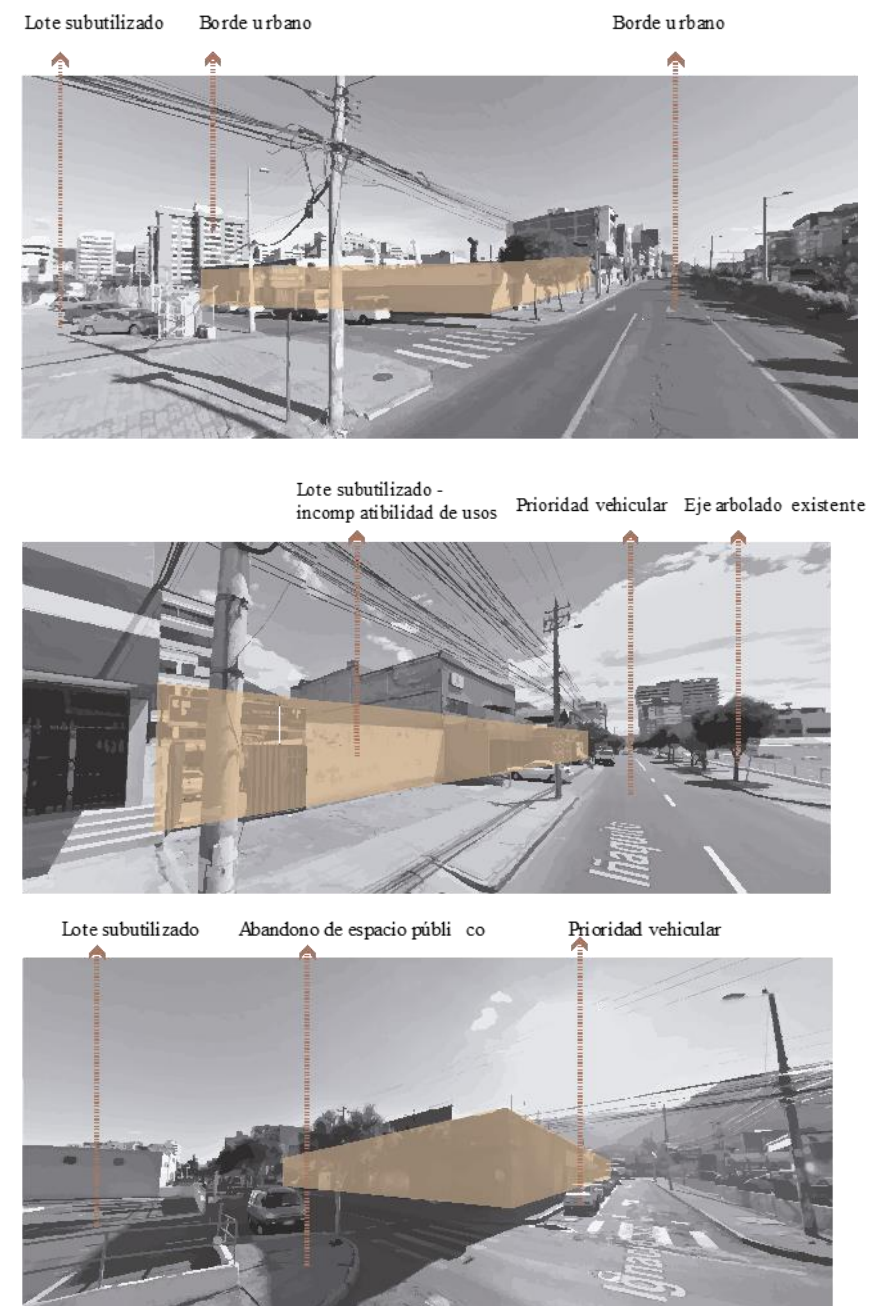 Lote subutilizado
Borde urbano
Borde urbano
Lote subutilizado -
incompatibilidad de usos
Prioridad vehicular
Eje arbolado existente
Iñaquito
Lote subutilizado
Abandono de espacio público
Prioridad vehicular